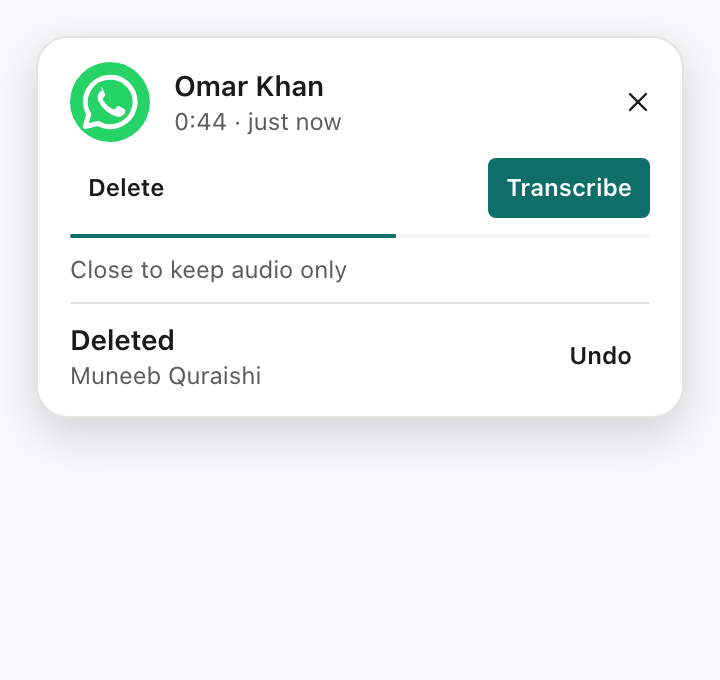 Omar Khan
0:44 · just now
Delete
Transcribe
Close to keep audio only
Deleted
Muneeb Quraishi
Undo